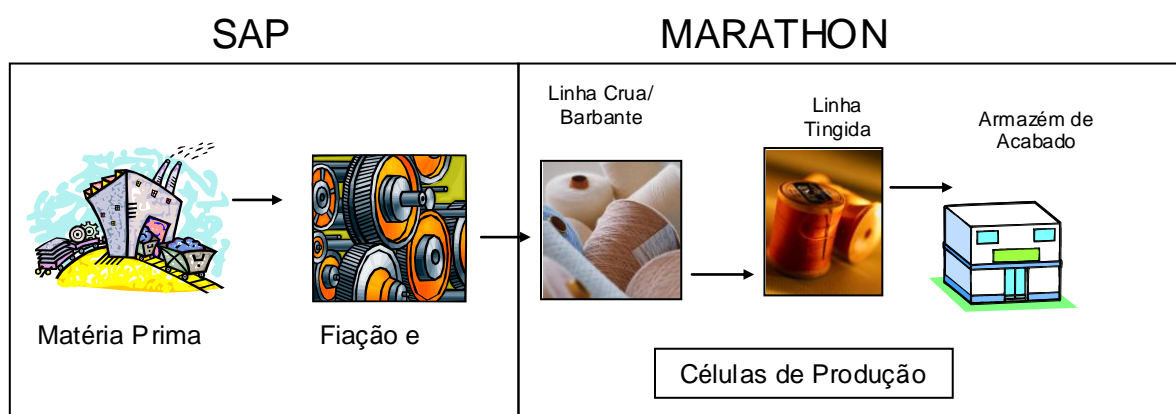 SAP
MARATHON
Matéria Prima
Fiação e
Linha Crua/
Barbante
Linha
Tingida
Armazém de
Acabado
Células de Produção